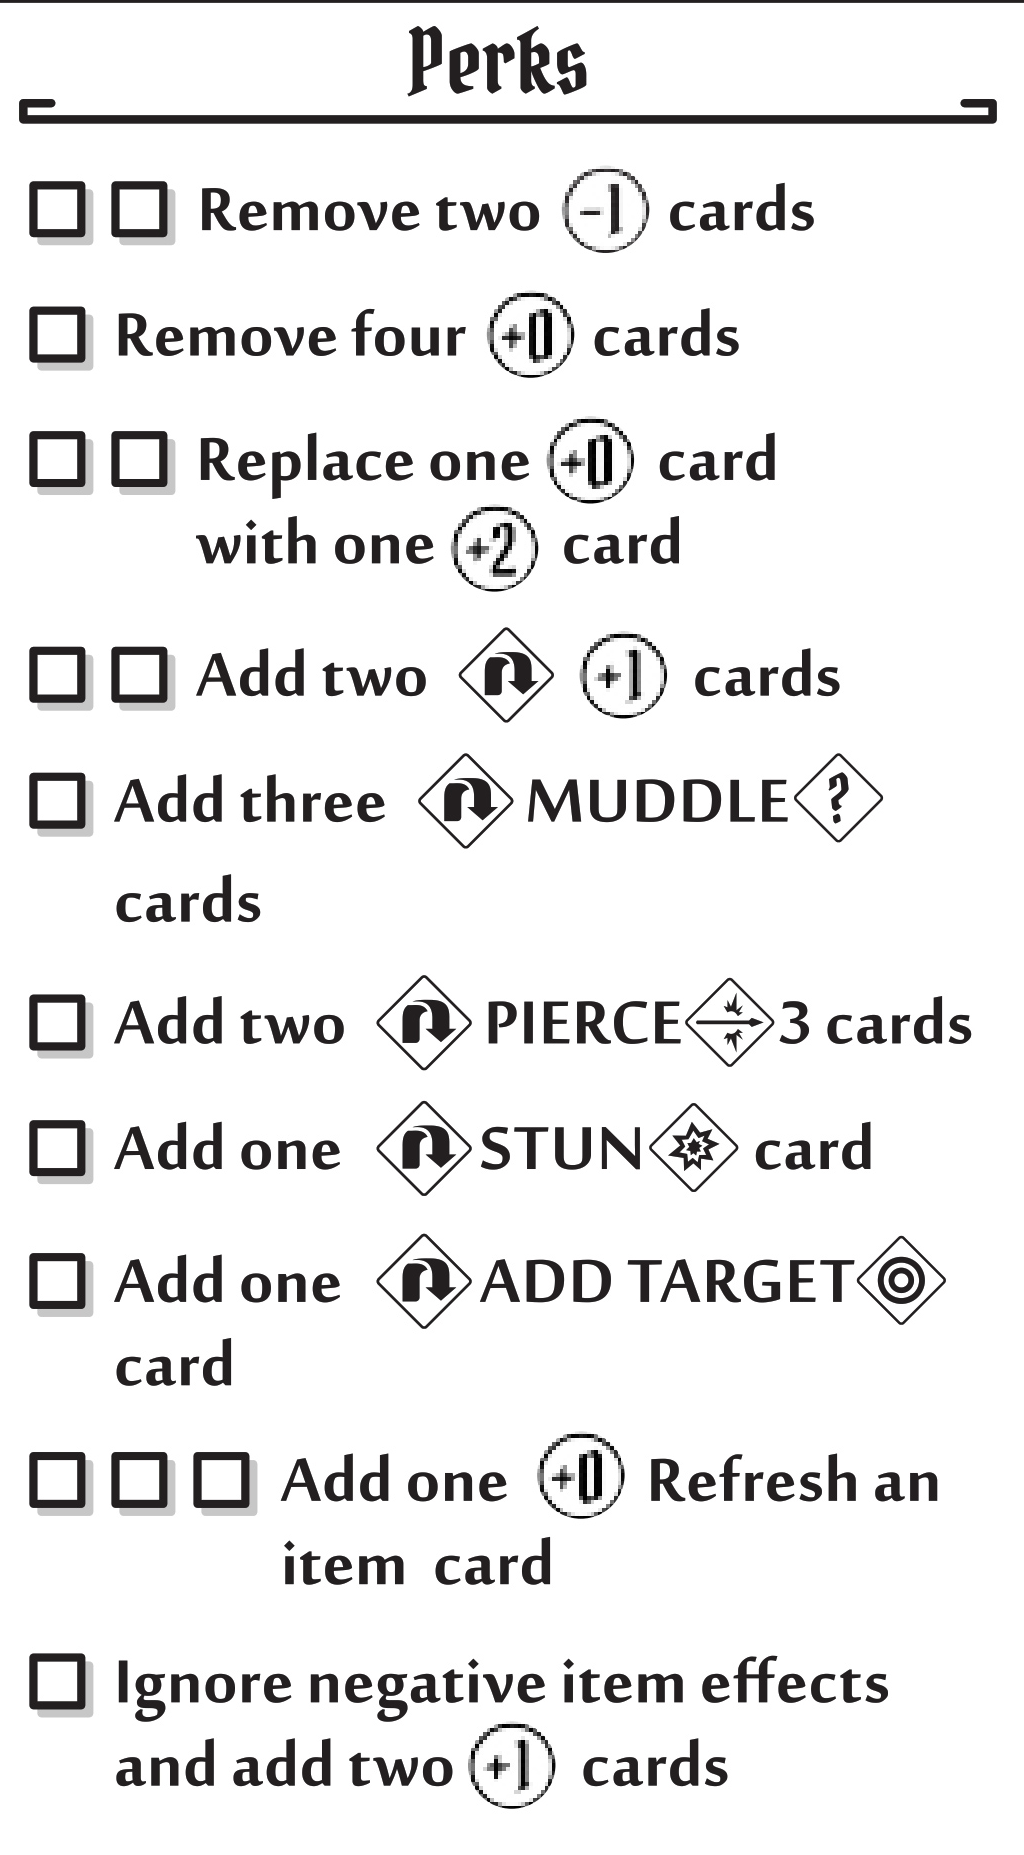 Perks
Remove two -1 cards
Remove four +0 cards
Replace one +0 card
with one +2 card
Add two +1 cards
Add three MUDDLE ?
cards
Add two PIERCE 3 cards
Add one STUN card
Add one ADD TARGET
card
Add one +0 Refresh an
item card
Ignore negative item effects
and add two +1 cards